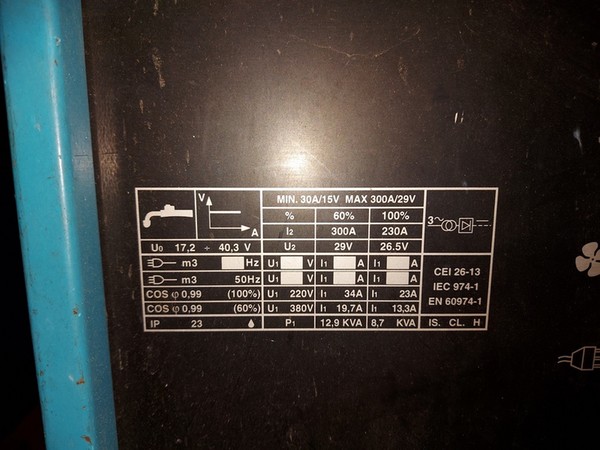 V
A
MIN. 30A/15V MAX 300A/29V
% 60% 100%
I2 300A 230A
U0 17,2 ÷ 40,3 V U2 29V 26.5V
3~
m3 Hz U1 V I1 A I1 A
m3 50Hz U1 V I1 A I1 A
COS φ 0,99 (100%) U1 220V I1 34A I1 23A
COS φ 0,99 (60%) U1 380V I1 19,7A I1 13,3A
IP 23 P1 12,9 KVA 8,7 KVA
CEI 26-13
IEC 974-1
EN 60974-1
IS. CL. H